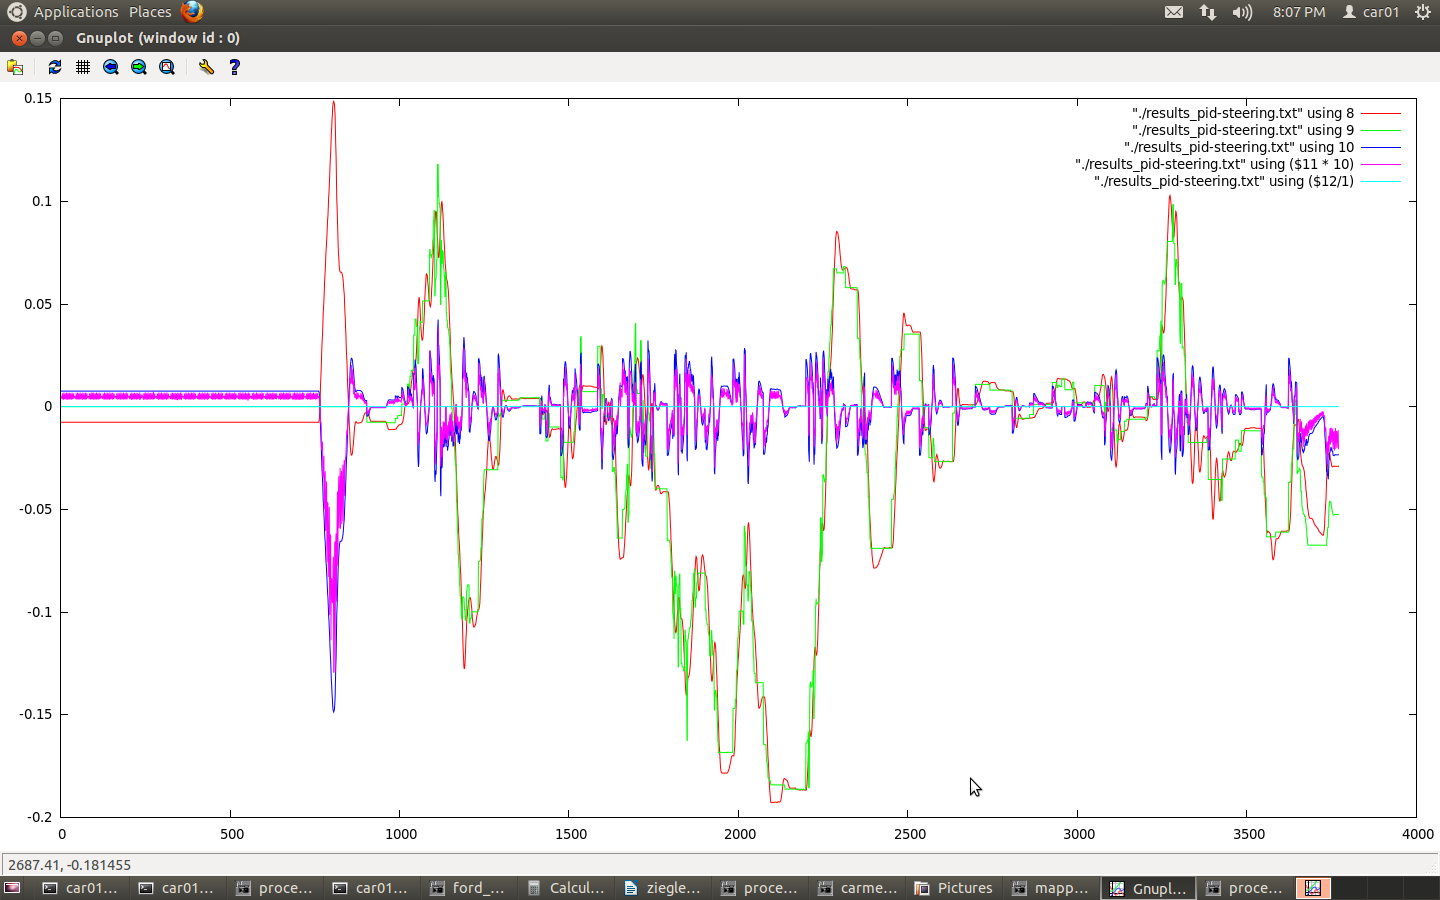 Applications Places 8:07 PM car01
Gnuplot (window id : 0)
0.15
0.1
0.05
0
-0.05
-0.1
-0.15
-0.2
"./results_pid-steering.txt" using 8
"./results_pid-steering.txt" using 9
"./results_pid-steering.txt" using 10
"./results_pid-steering.txt" using ($11 * 10)
"./results_pid-steering.txt" using ($12/1)
0 500 1000 1500 2000 2500 3000 3500 4000
2687.41, -0.181455
car01... car01... proce... car01... ford_... Calcul... ziegle... proce... carme... Pictures mapp... Gnupl... proce...